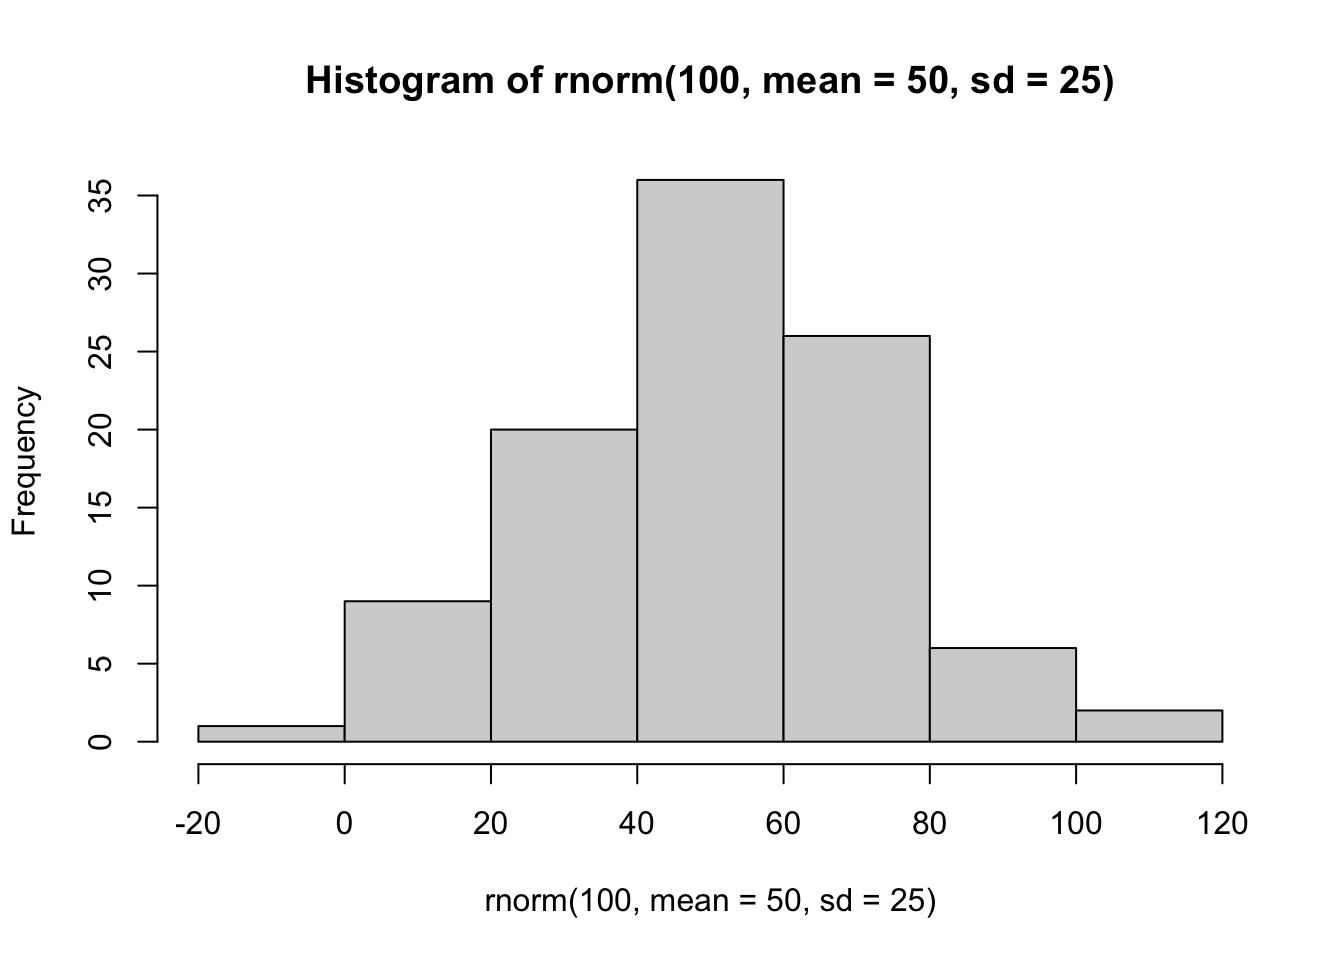 Histogram of rnorm(100, mean = 50, sd = 25)
Frequency
35
30
25
20
15
10
5
0
-20 0 20 40 60 80 100 120
rnorm(100, mean = 50, sd = 25)